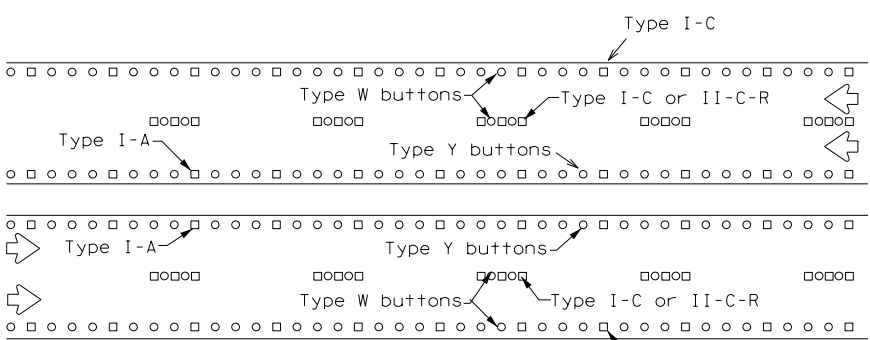 Type I-C
Type W buttons
Type I-C or II-C-R
Type I-A
Type Y buttons
Type I-A
Type Y buttons
Type W buttons
Type I-C or II-C-R